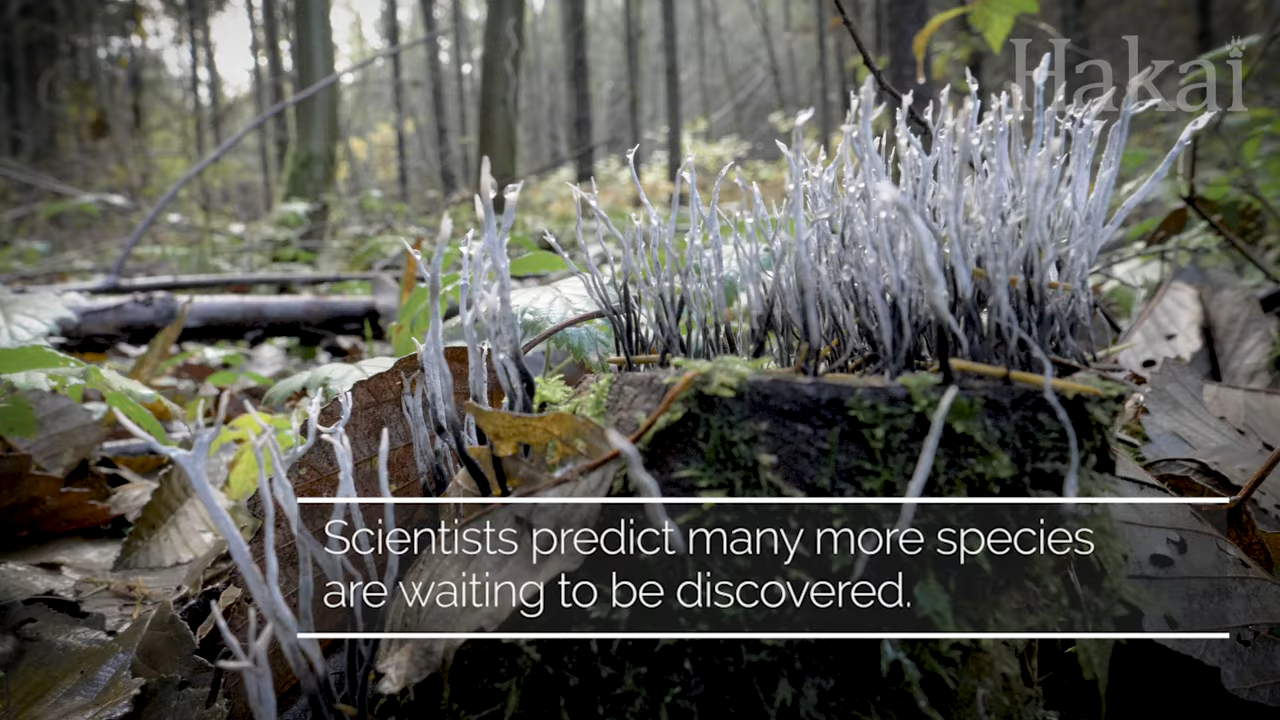 Hakai
Scientists predict many more species
are waiting to be discovered.